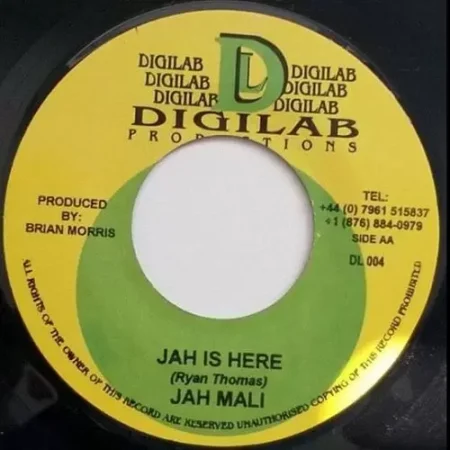 DIGILAB
DIGILAB
DIGILAB
DL
DIGILAB
DIGILAB
DIGILAB
DIGILAB
PRODUCTIONS
PRODUCED
BY:
BRIAN MORRIS
TEL:
+44 (0) 7961 515837
+1 (876) 884-0979
SIDE AA
DL 004
JAH IS HERE
(Ryan Thomas)
JAH MALI
ALL RIGHTS OF THE OWNER OF THIS RECORD ARE RESERVED UNAUTHORISED COPYING OF THIS RECORD PROHIBITED